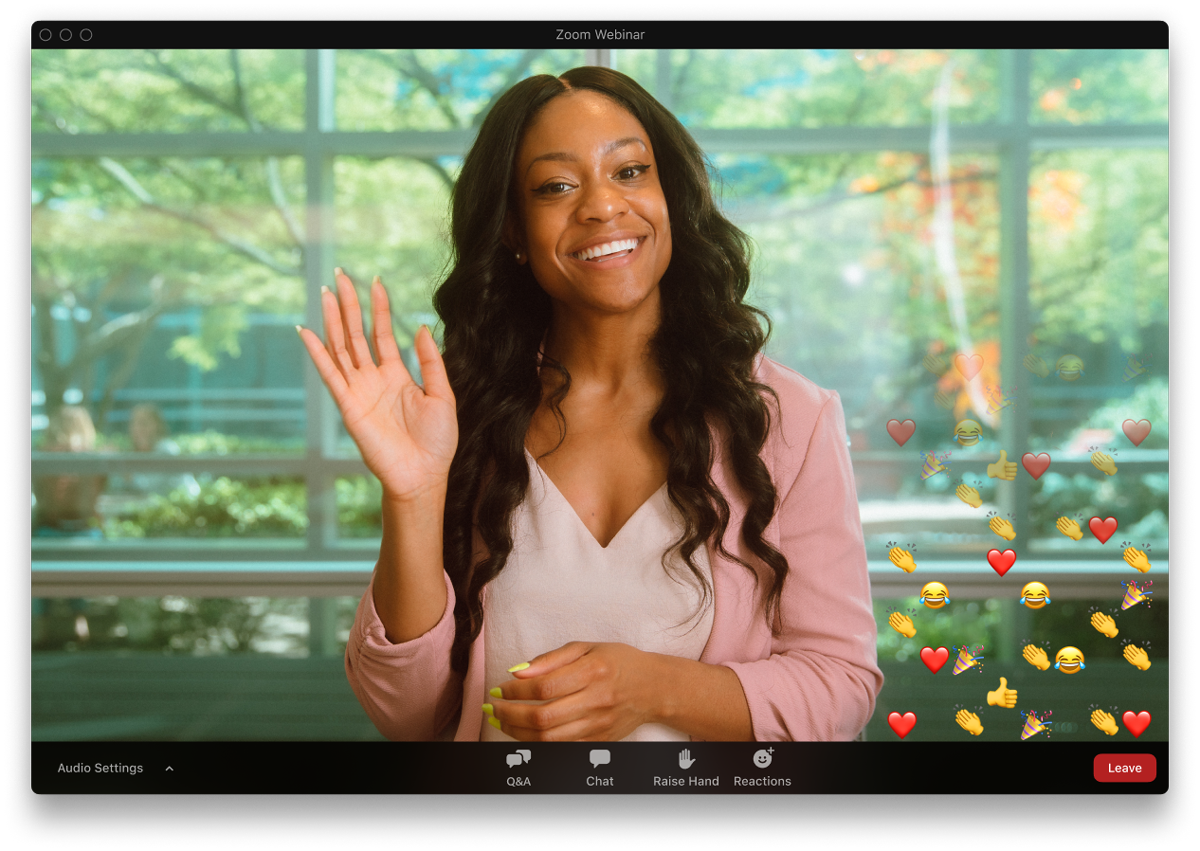 Zoom Webinar
Audio Settings
Q&A
Chat
Raise Hand
Reactions
Leave